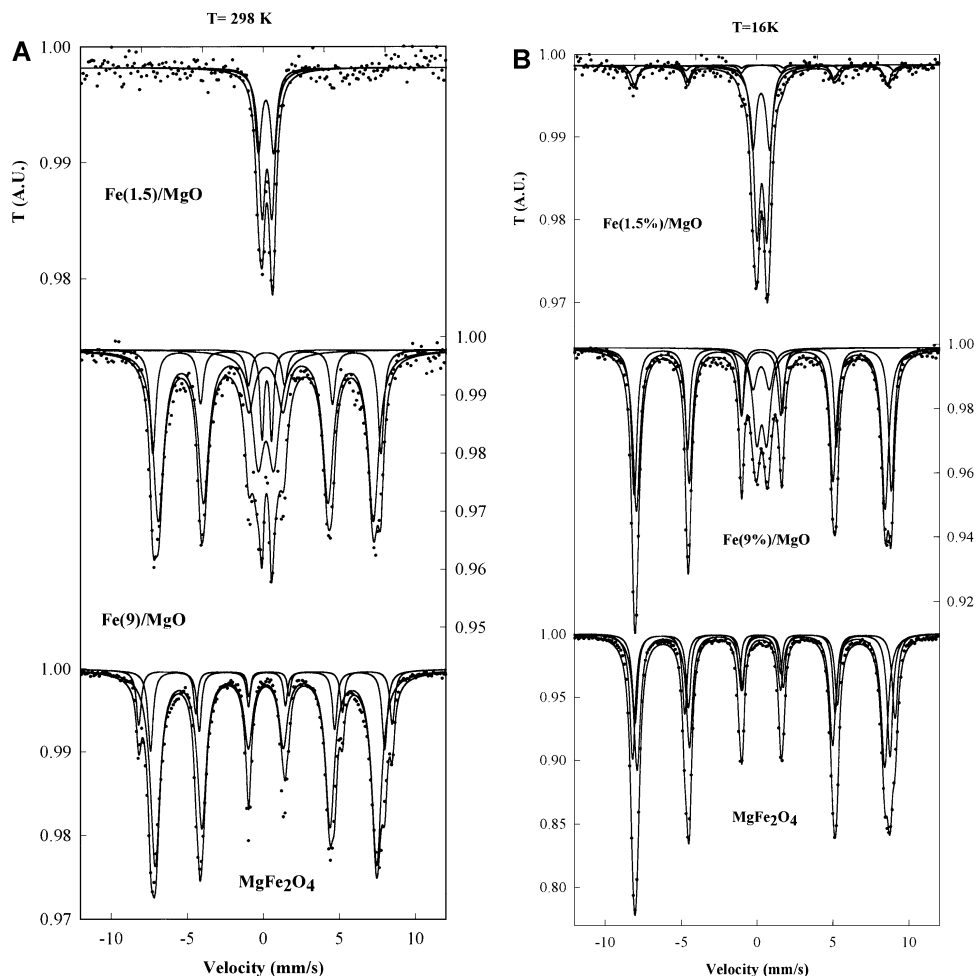 T= 298 K
A
1.00
0.99
0.98
T (A.U.)
Fe(1.5)/MgO
1.00
0.99
0.98
0.97
0.96
0.95
Fe(9)/MgO
1.00
0.99
0.98
0.97
MgFe2O4
-10 -5 0 5 10
Velocity (mm/s)
T=16K
B
1.00
0.99
0.98
0.97
T (A.U.)
Fe(1.5%)/MgO
1.00
0.98
0.96
0.94
0.92
Fe(9%)/MgO
1.00
0.95
0.90
0.85
0.80
MgFe2O4
-10 -5 0 5 10
Velocity (mm/s)